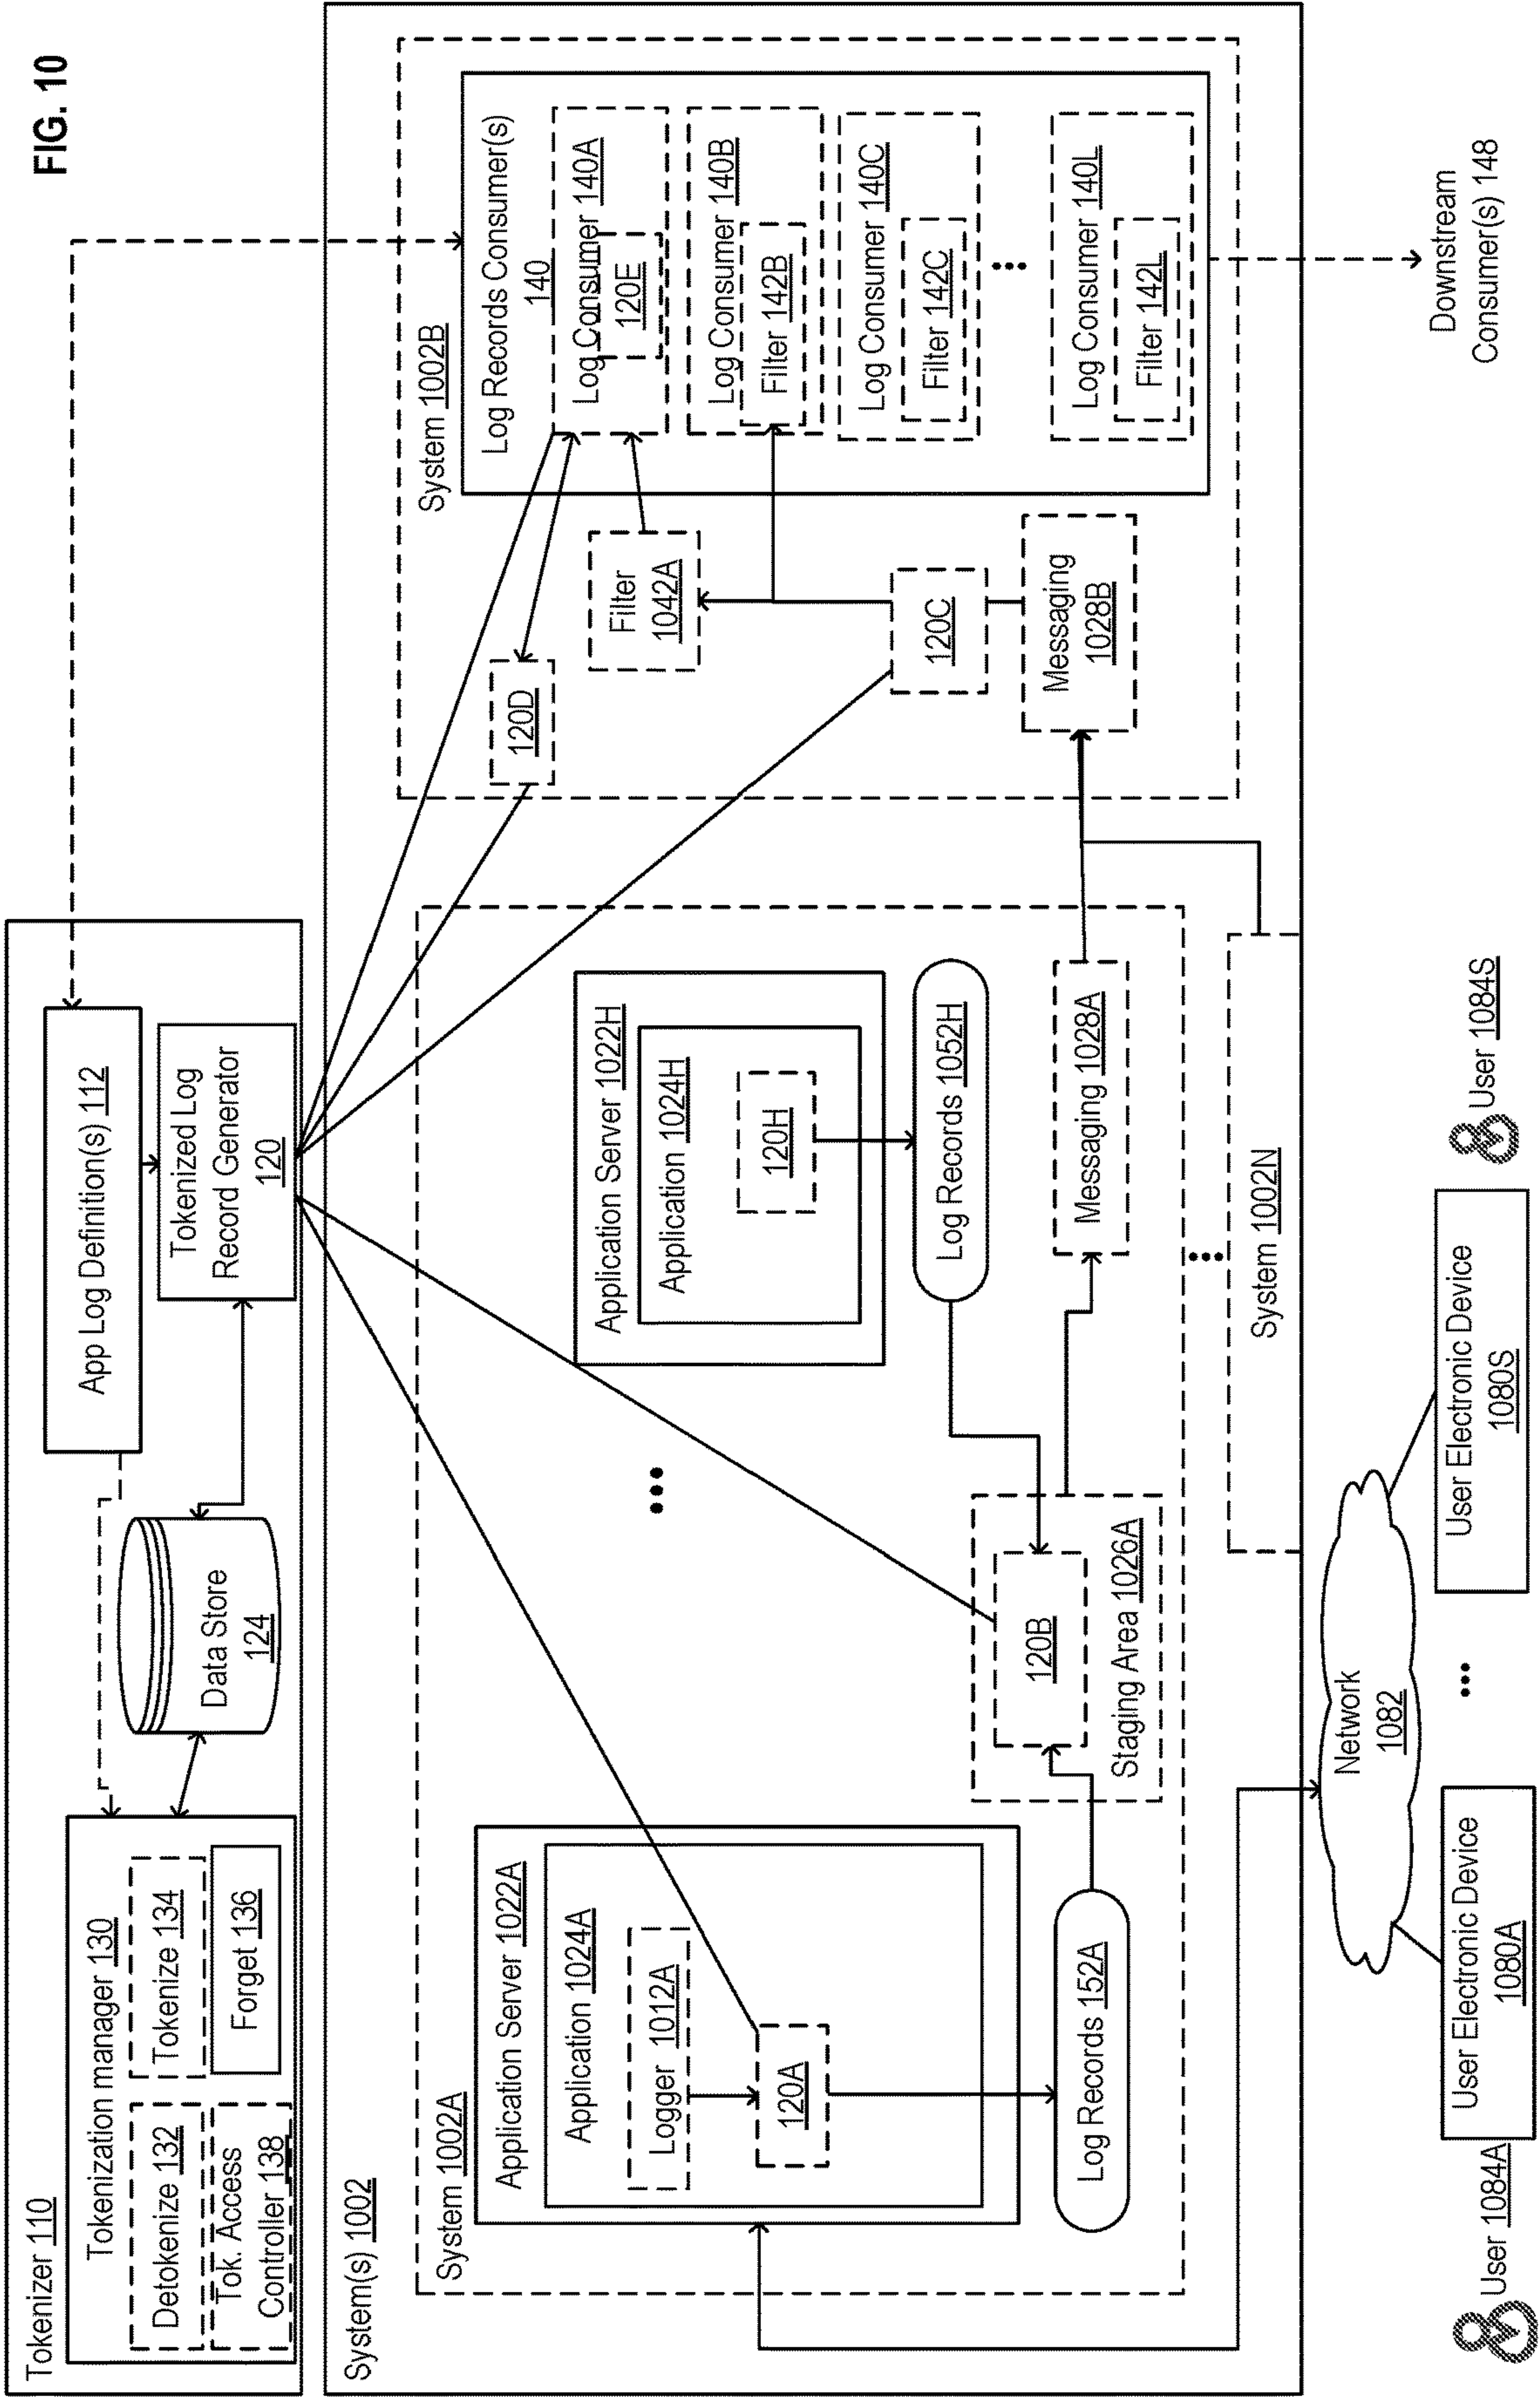 FIG. 10
Tokenizer 110
Tokenization manager 130
Detokenize 132
Tokenize 134
Tok. Access
Controller 138
Forget 136
Data Store
124
App Log Definition(s) 112
Tokenized Log
Record Generator
120
System(s) 1002
System 1002A
Application Server 1022A
Application 1024A
Logger 1012A
120A
Log Records 152A
Staging Area 1026A
120B
•••
Application Server 1022H
Application 1024H
120H
Log Records 1052H
Messaging 1028A
•••
System 1002N
System 1002B
120D
Filter
1042A
120C
Messaging
1028B
Log Records Consumer(s)
140
Log Consumer 140A
120E
Log Consumer 140B
Filter 142B
Log Consumer 140C
Filter 142C
•••
Log Consumer 140L
Filter 142L
Downstream
Consumer(s) 148
Network
1082
User 1084A
User Electronic Device
1080A
•••
User Electronic Device
1080S
User 1084S